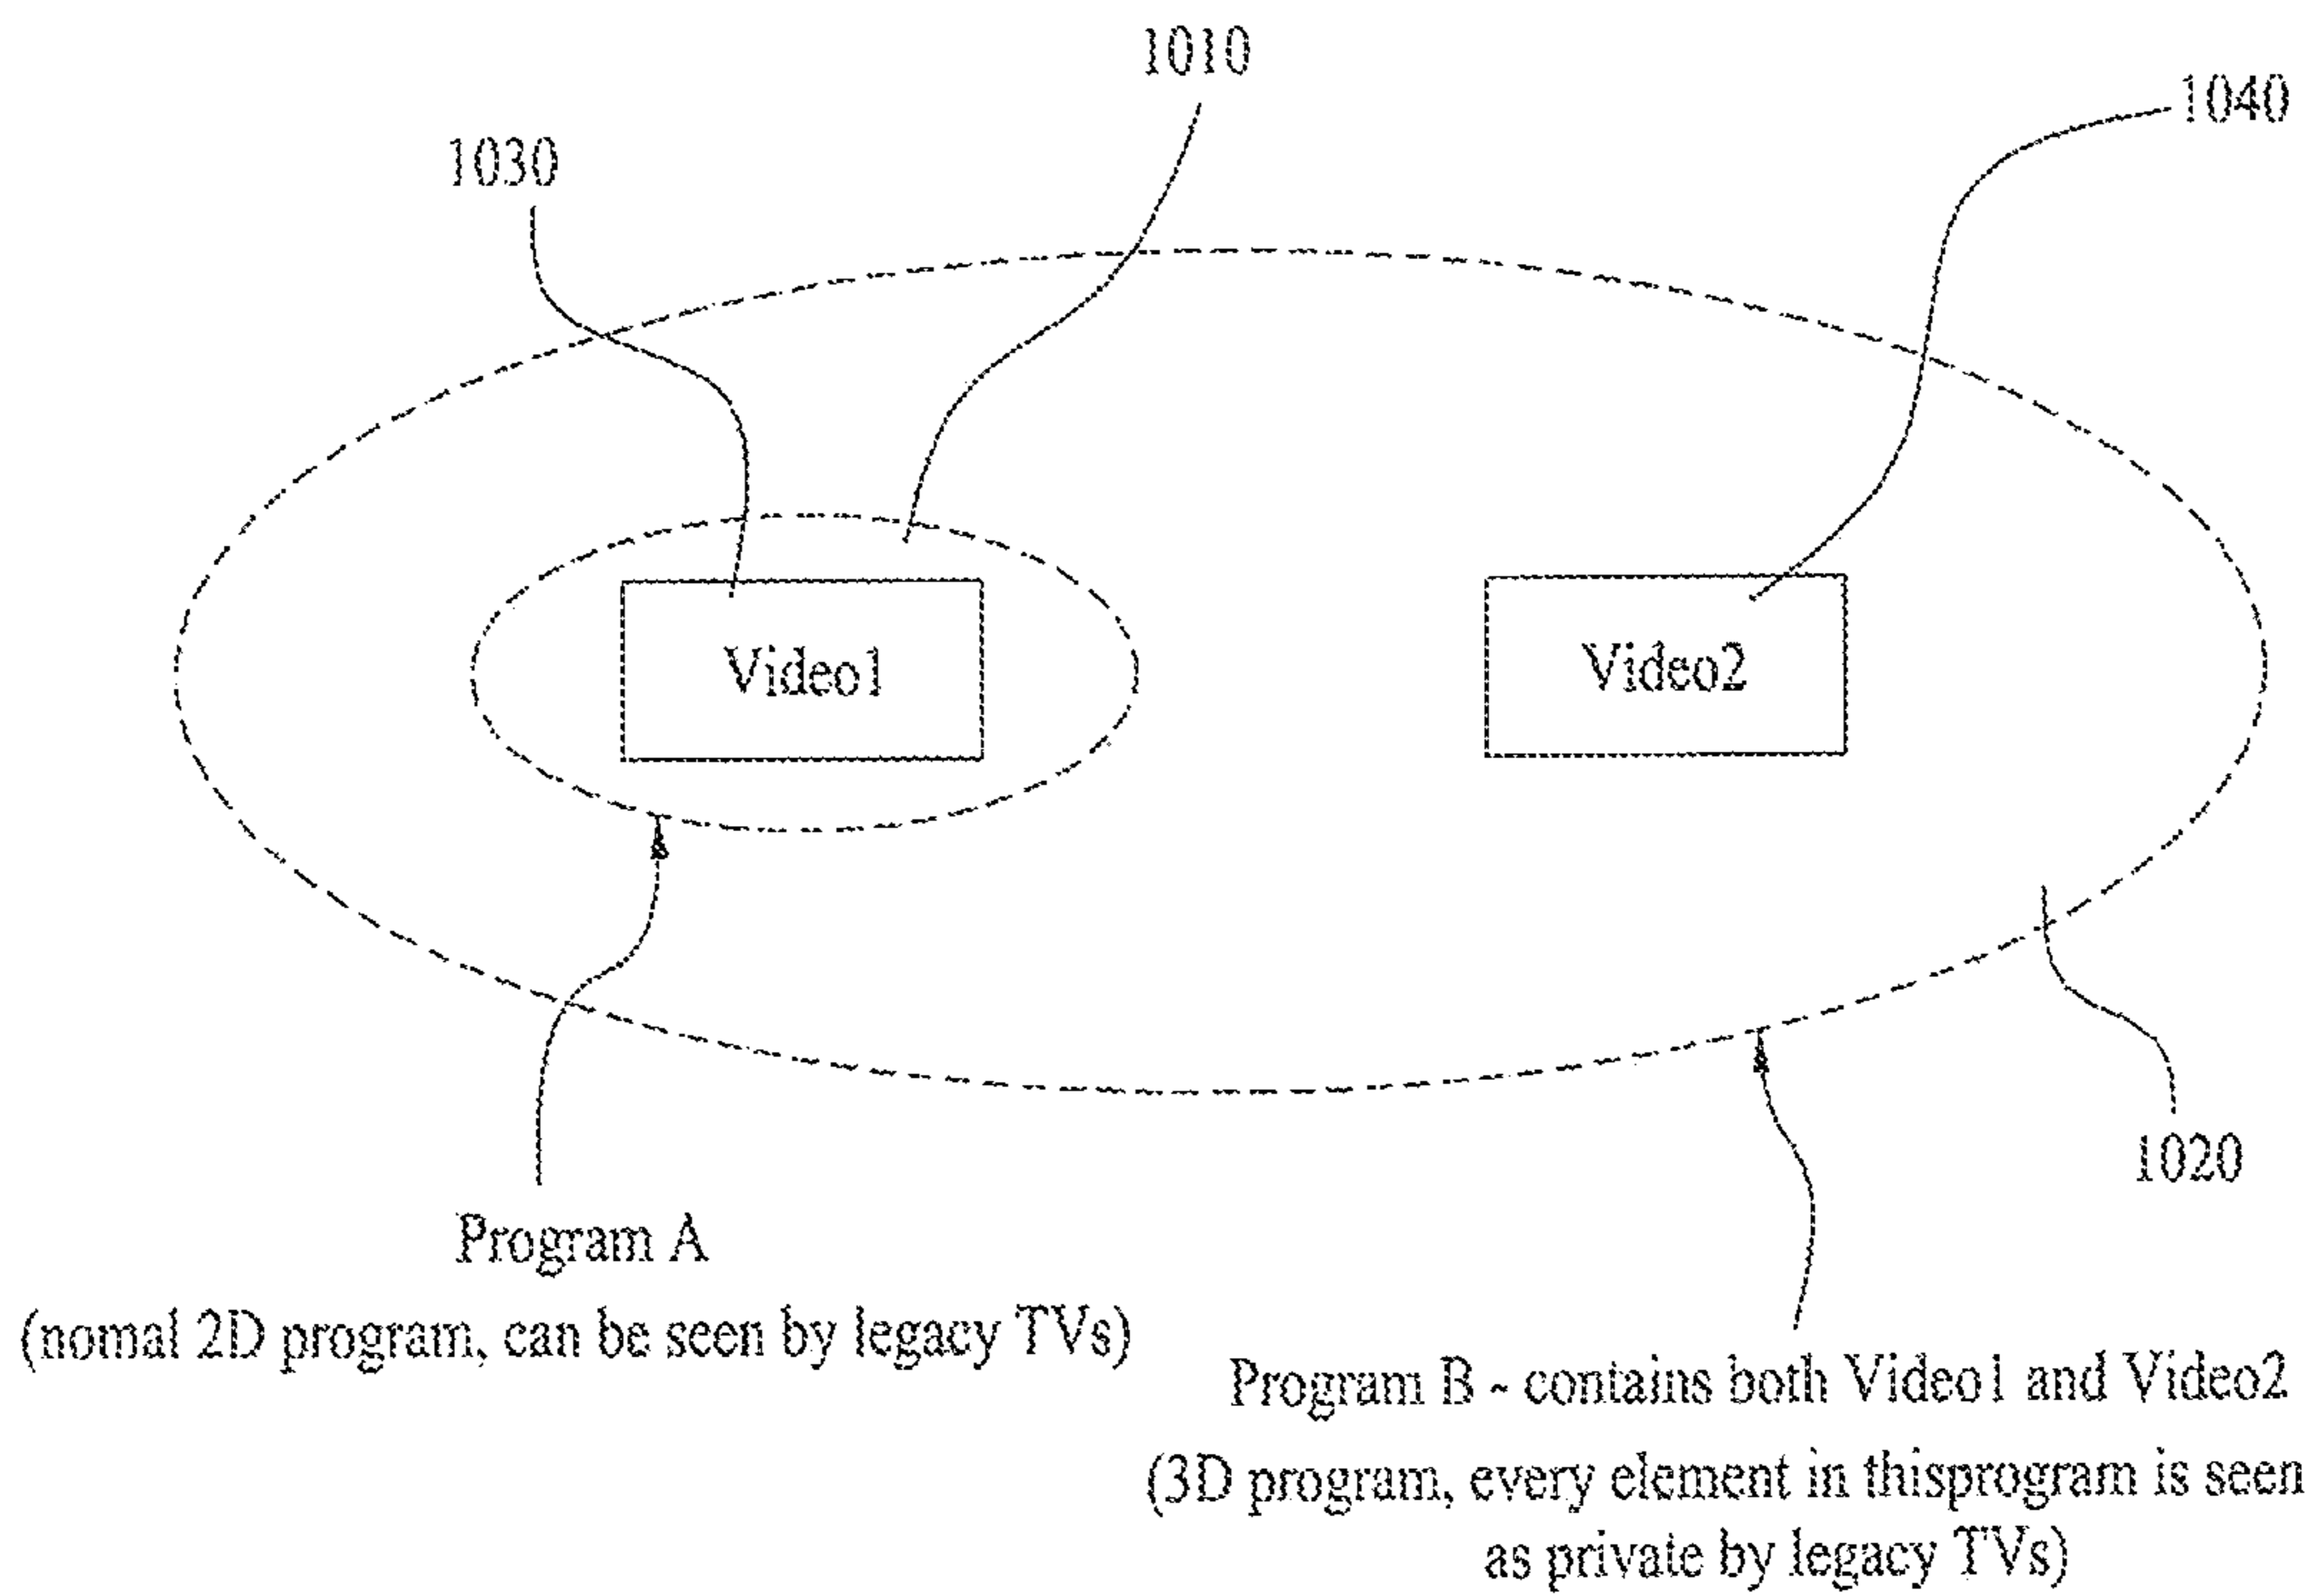 1010
1040
1030
Video1
Video2
1020
Program A
(nomal 2D program, can be seen by legacy TVs)
Program B - contains both Video1 and Video2
(3D program, every element in thisprogram is seen
as private by legacy TVs)